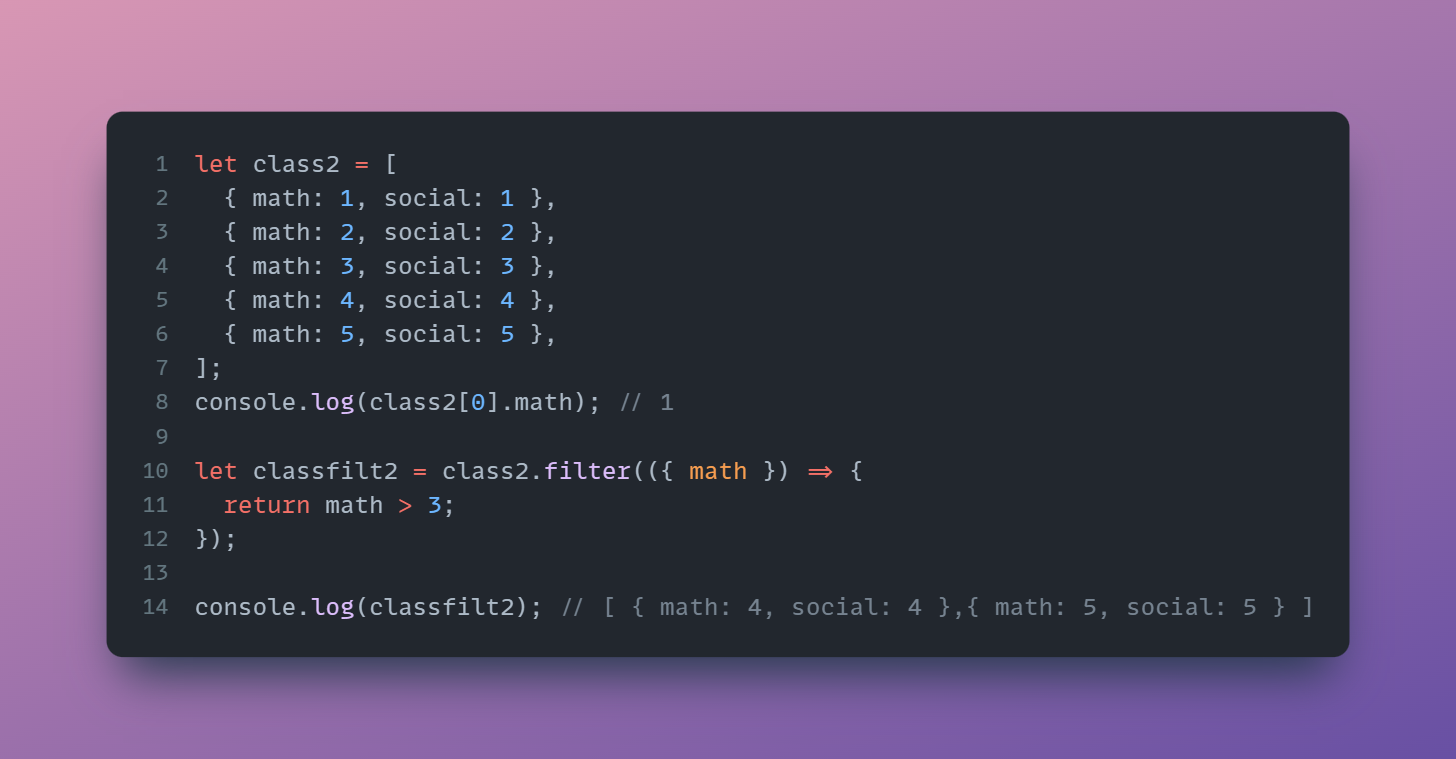 1 let class2 = [
2   { math: 1, social: 1 },
3   { math: 2, social: 2 },
4   { math: 3, social: 3 },
5   { math: 4, social: 4 },
6   { math: 5, social: 5 },
7 ];
8 console.log(class2[0].math); // 1
9
10 let classfilt2 = class2.filter(({ math }) => {
11   return math > 3;
12 });
13
14 console.log(classfilt2); // [ { math: 4, social: 4 },{ math: 5, social: 5 } ]